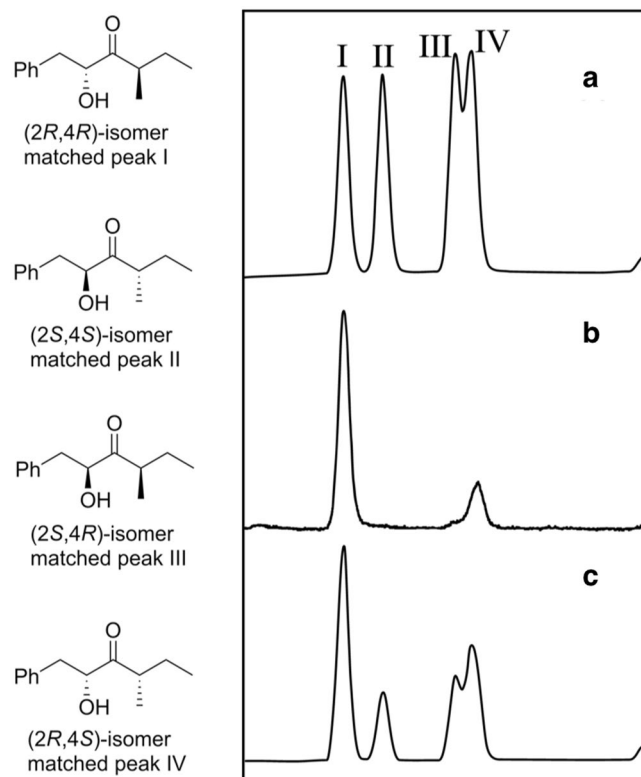 O
Ph
OH
(2R,4R)-isomer
matched peak I
O
Ph
OH
(2S,4S)-isomer
matched peak II
O
Ph
OH
(2S,4R)-isomer
matched peak III
O
Ph
OH
(2R,4S)-isomer
matched peak IV
I II III IV
a
b
c